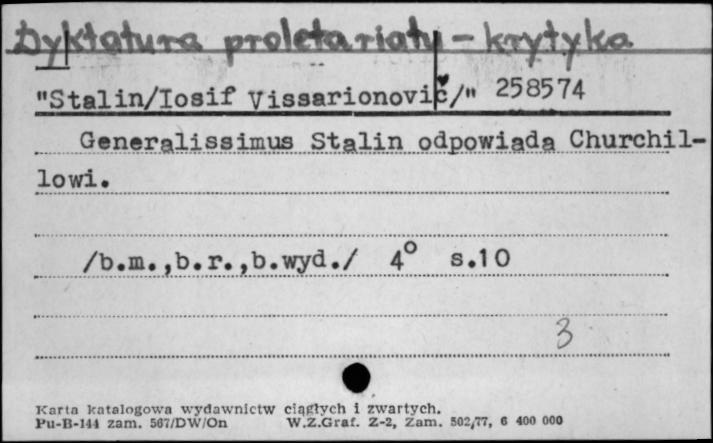 Dyktatura proletariatu - krytyka
"Stalin/Iosif Vissarionovič/" 258574
Generalissimus Stalin odpowiada Churchil-
lowi.
/b.m.,b.r.,b.wyd./ 4° s.10
3
Karta katalogowa wydawnictw ciągłych i zwartych.
Pu-B-144 zam. 567/DW/On W.Z.Graf. Z-2, Zam. 502/77, 6 400 000